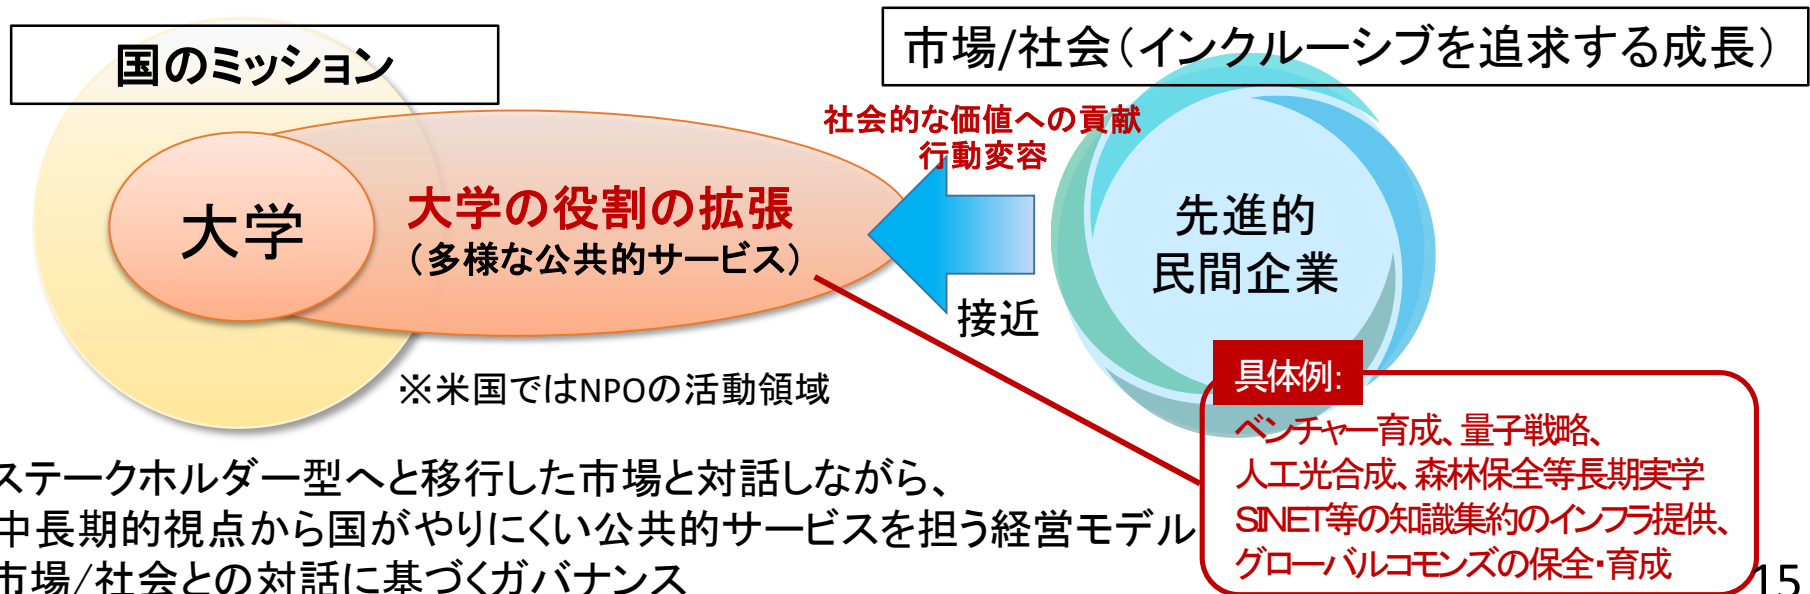 国のミッション
市場/社会（インクルーシブを追求する成長）
社会的な価値への貢献
行動変容
大学
大学の役割の拡張
（多様な公共的サービス）
接近
先進的
民間企業
※米国ではNPOの活動領域
具体例:
ベンチャー育成、量子戦略、
人工光合成、森林保全等長期実学
SINET等の知識集約のインフラ提供、
グローバルコモンズの保全・育成
ステークホルダー型へと移行した市場と対話しながら、
中長期的視点から国がやりにくい公共的サービスを担う経営モデル
市場/社会との対話に基づくガバナンス
15